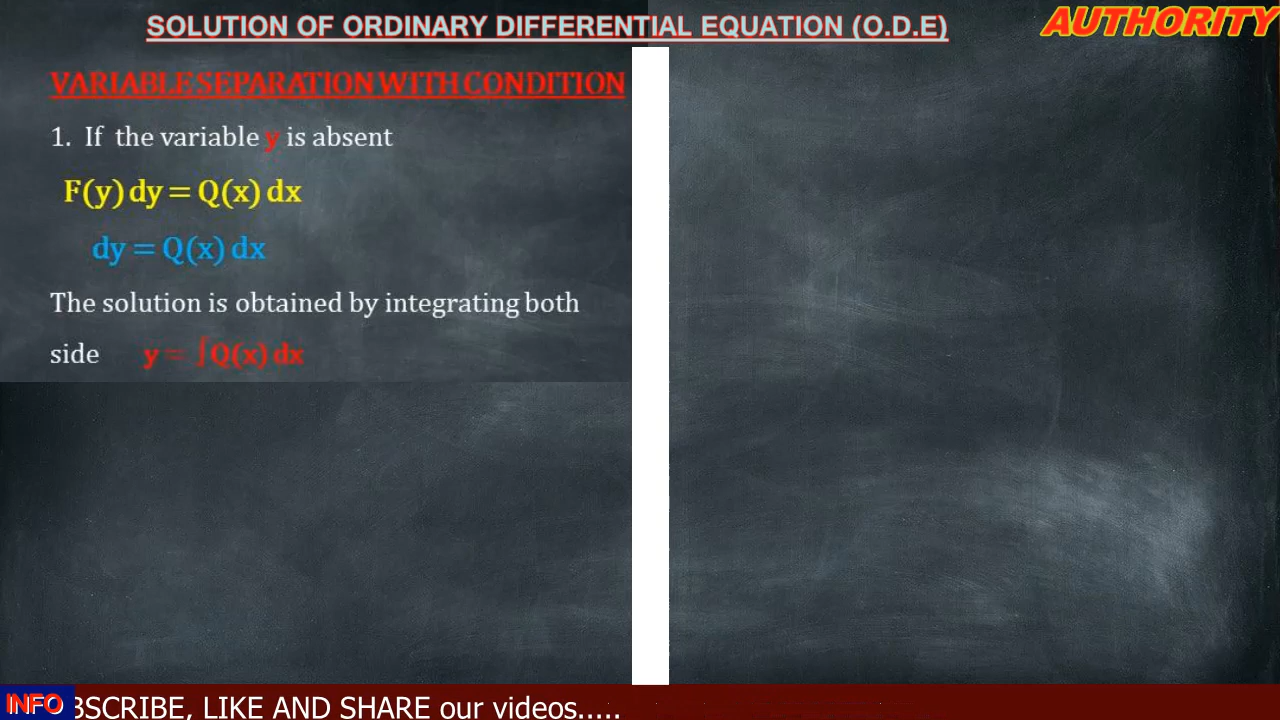 SOLUTION OF ORDINARY DIFFERENTIAL EQUATION (O.D.E)
AUTHORITY
VARIABLE SEPARATION WITH CONDITION
1. If the variable y is absent
F(y) dy = Q(x) dx
dy = Q(x) dx
The solution is obtained by integrating both
side y = ∫Q(x) dx
INFO BSCRIBE, LIKE AND SHARE our videos.....